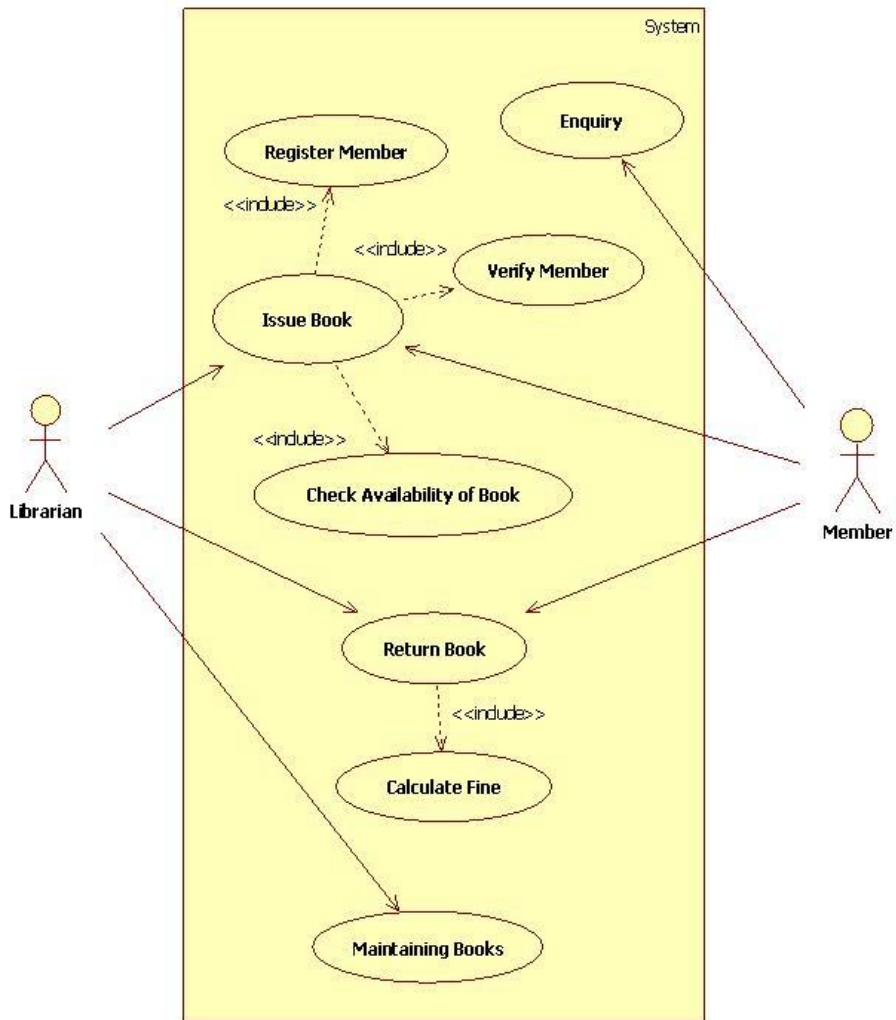 System
Enquiry
Register Member
<<include>>
<<include>>
Verify Member
Issue Book
<<include>>
Check Availability of Book
Librarian
Member
Return Book
<<include>>
Calculate Fine
Maintaining Books